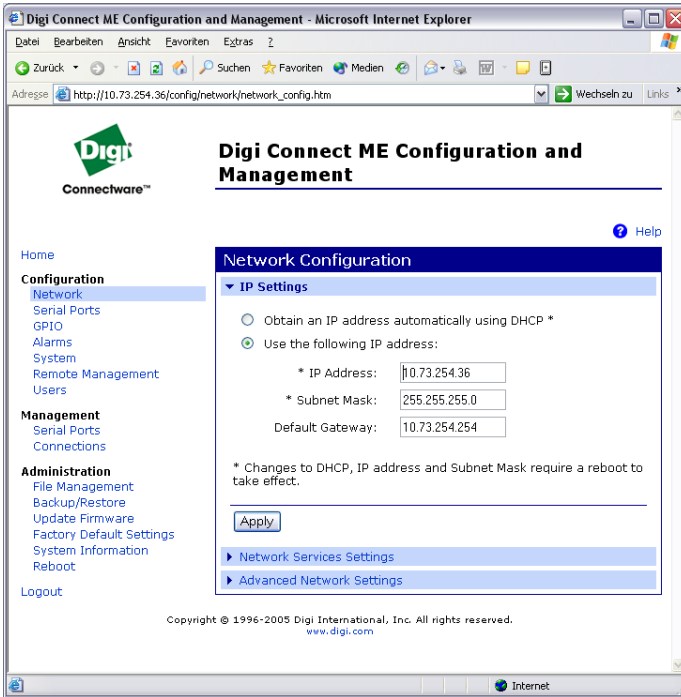 Digi Connect ME Configuration and Management - Microsoft Internet Explorer
Datei Bearbeiten Ansicht Favoriten Extras ?
Zurück Suchen Favoriten Medien
Adresse http://10.73.254.36/config/network/network_config.htm Wechseln zu Links »
Digi
Connectware™
Digi Connect ME Configuration and
Management
? Help
Home
Configuration
Network
Serial Ports
GPIO
Alarms
System
Remote Management
Users
Management
Serial Ports
Connections
Administration
File Management
Backup/Restore
Update Firmware
Factory Default Settings
System Information
Reboot
Logout
Network Configuration
IP Settings
Obtain an IP address automatically using DHCP *
Use the following IP address:
* IP Address: 10.73.254.36
* Subnet Mask: 255.255.255.0
Default Gateway: 10.73.254.254
* Changes to DHCP, IP address and Subnet Mask require a reboot to
take effect.
Apply
Network Services Settings
Advanced Network Settings
Copyright © 1996-2005 Digi International, Inc. All rights reserved.
www.digi.com
Internet